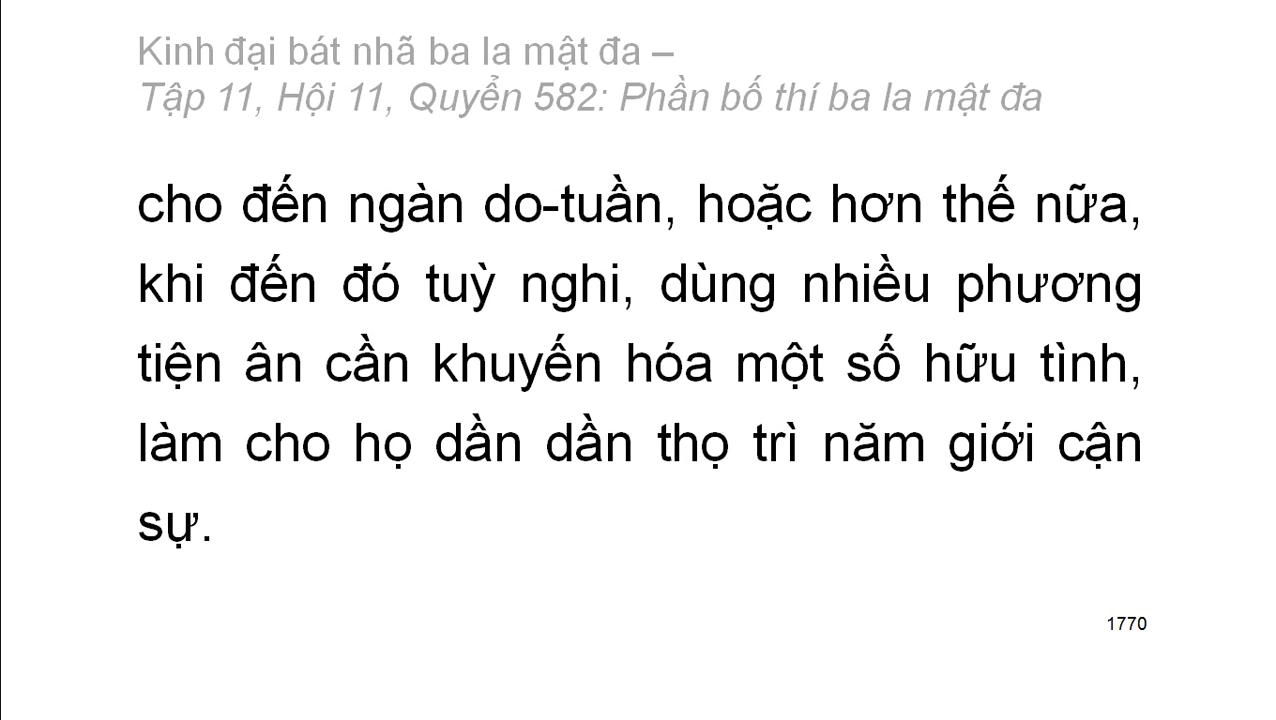 Kinh đại bát nhã ba la mật đa –
Tập 11, Hội 11, Quyển 582: Phần bố thí ba la mật đa
cho đến ngàn do-tuần, hoặc hơn thế nữa,
khi đến đó tuỳ nghi, dùng nhiều phương
tiện ân cần khuyến hóa một số hữu tình,
làm cho họ dần dần thọ trì năm giới cận
sự.
1770